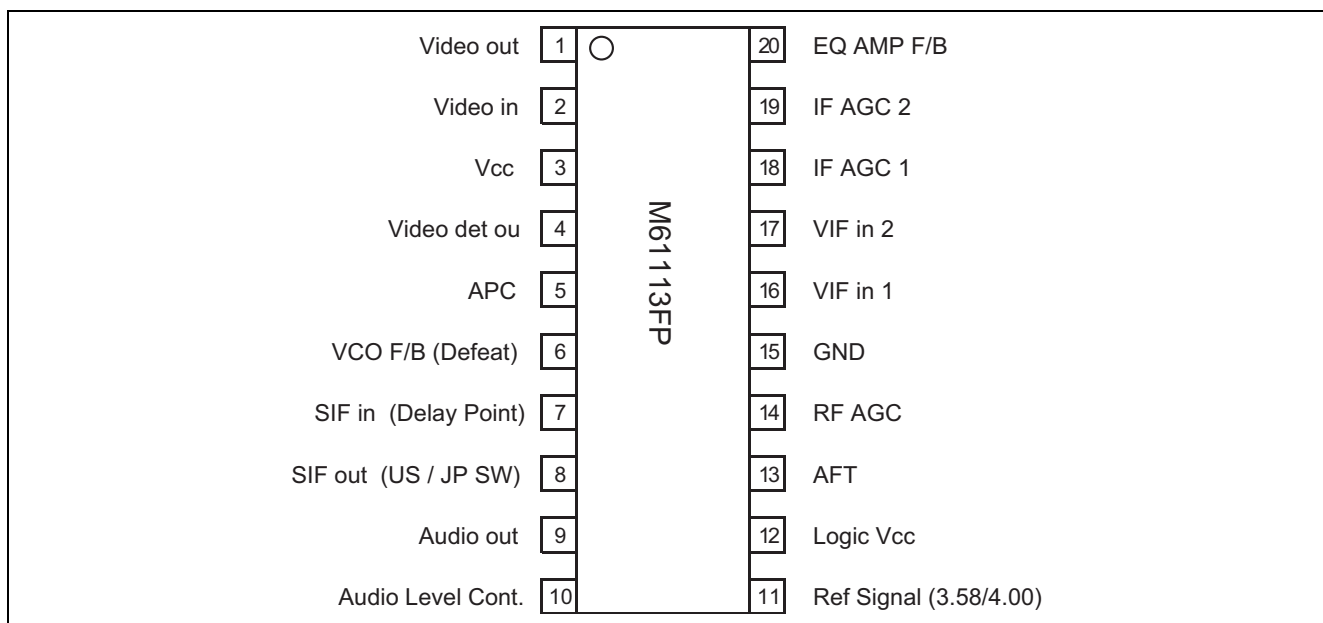 Video out 1 20 EQ AMP F/B
Video in 2 19 IF AGC 2
Vcc 3 18 IF AGC 1
Video det ou 4 17 VIF in 2
APC 5 16 VIF in 1
VCO F/B (Defeat) 6 15 GND
SIF in (Delay Point) 7 14 RF AGC
SIF out (US / JP SW) 8 13 AFT
Audio out 9 12 Logic Vcc
Audio Level Cont. 10 11 Ref Signal (3.58/4.00)
M61113FP